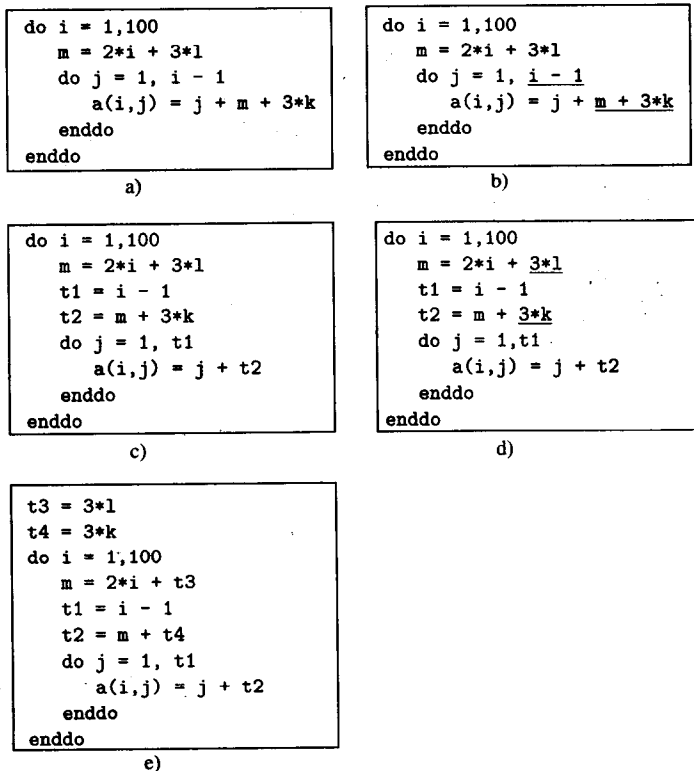 do i = 1,100
m = 2*i + 3*l
do j = 1, i - 1
a(i,j) = j + m + 3*k
enddo
enddo
a)
do i = 1,100
m = 2*i + 3*l
do j = 1, i - 1
a(i,j) = j + m + 3*k
enddo
enddo
b)
do i = 1,100
m = 2*i + 3*l
t1 = i - 1
t2 = m + 3*k
do j = 1, t1
a(i,j) = j + t2
enddo
enddo
c)
do i = 1,100
m = 2*i + 3*l
t1 = i - 1
t2 = m + 3*k
do j = 1,t1
a(i,j) = j + t2
enddo
enddo
d)
t3 = 3*l
t4 = 3*k
do i = 1,100
m = 2*i + t3
t1 = i - 1
t2 = m + t4
do j = 1, t1
a(i,j) = j + t2
enddo
enddo
e)